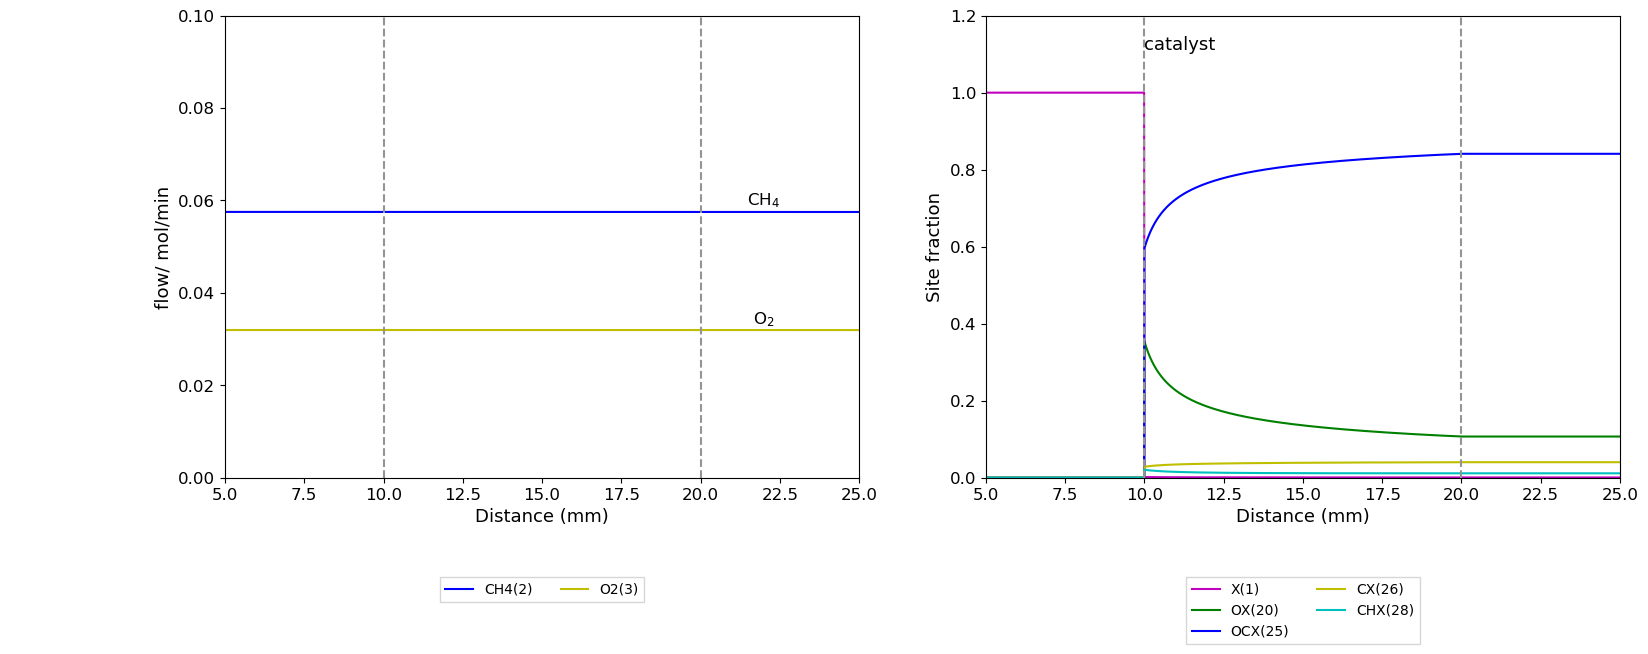 0.10
0.08
0.06
0.04
0.02
0.00
flow/ mol/min
CH₄
O₂
5.0 7.5 10.0 12.5 15.0 17.5 20.0 22.5 25.0
Distance (mm)
CH4(2) O2(3)
1.2
1.0
0.8
0.6
0.4
0.2
0.0
Site fraction
catalyst
5.0 7.5 10.0 12.5 15.0 17.5 20.0 22.5 25.0
Distance (mm)
X(1) CX(26)
OX(20) CHX(28)
OCX(25)